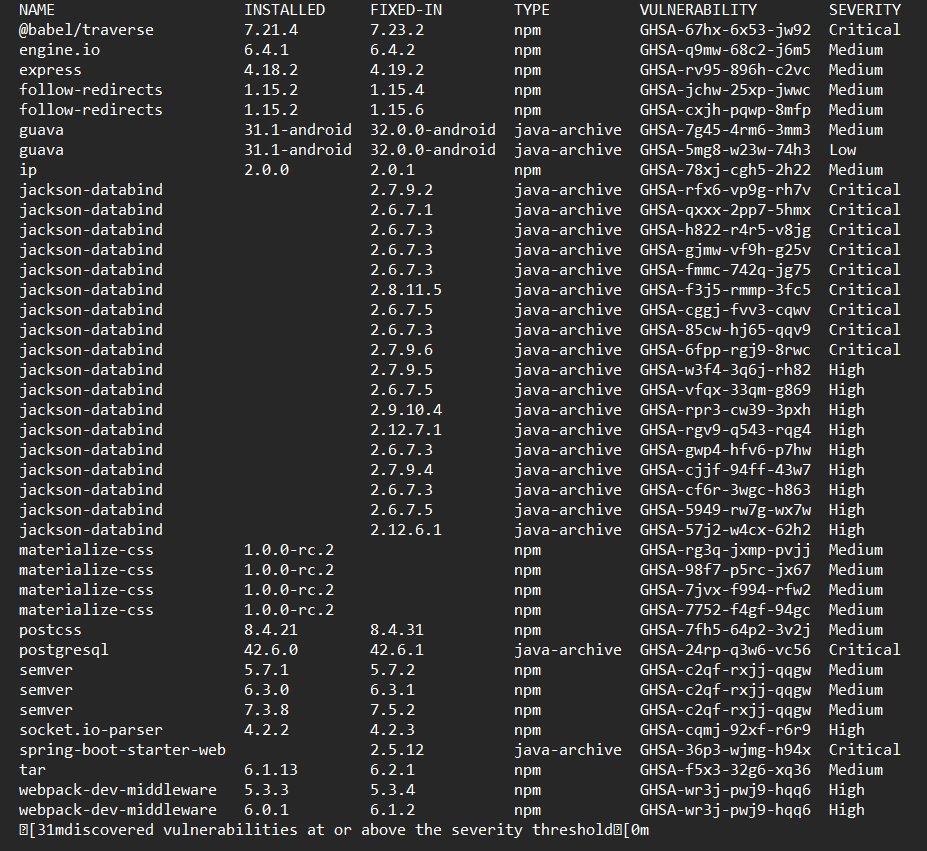 NAME INSTALLED FIXED-IN TYPE VULNERABILITY SEVERITY
@babel/traverse 7.21.4 7.23.2 npm GHSA-67hx-6x53-jw92 Critical
engine.io 6.4.1 6.4.2 npm GHSA-q9mw-68c2-j6m5 Medium
express 4.18.2 4.19.2 npm GHSA-rv95-896h-c2vc Medium
follow-redirects 1.15.2 1.15.4 npm GHSA-jchw-25xp-jwwc Medium
follow-redirects 1.15.2 1.15.6 npm GHSA-cxjh-pqwp-8mfp Medium
guava 31.1-android 32.0.0-android java-archive GHSA-7g45-4rm6-3mm3 Medium
guava 31.1-android 32.0.0-android java-archive GHSA-5mg8-w23w-74h3 Low
ip 2.0.0 2.0.1 npm GHSA-78xj-cgh5-2h22 Medium
jackson-databind 2.7.9.2 java-archive GHSA-rfx6-vp9g-rh7v Critical
jackson-databind 2.6.7.1 java-archive GHSA-qxxx-2pp7-5hmx Critical
jackson-databind 2.6.7.3 java-archive GHSA-h822-r4r5-v8jg Critical
jackson-databind 2.6.7.3 java-archive GHSA-gjmw-vf9h-g25v Critical
jackson-databind 2.6.7.3 java-archive GHSA-fmmc-742q-jg75 Critical
jackson-databind 2.8.11.5 java-archive GHSA-f3j5-rmmp-3fc5 Critical
jackson-databind 2.6.7.5 java-archive GHSA-cggj-fvv3-cqwv Critical
jackson-databind 2.6.7.3 java-archive GHSA-85cw-hj65-qqv9 Critical
jackson-databind 2.7.9.6 java-archive GHSA-6fpp-rgj9-8rwc Critical
jackson-databind 2.7.9.5 java-archive GHSA-w3f4-3q6j-rh82 High
jackson-databind 2.6.7.5 java-archive GHSA-vfqx-33qm-g869 High
jackson-databind 2.9.10.4 java-archive GHSA-rpr3-cw39-3pxh High
jackson-databind 2.12.7.1 java-archive GHSA-rgv9-q543-rqg4 High
jackson-databind 2.6.7.3 java-archive GHSA-gwp4-hfv6-p7hw High
jackson-databind 2.7.9.4 java-archive GHSA-cjjf-94ff-43w7 High
jackson-databind 2.6.7.3 java-archive GHSA-cf6r-3wgc-h863 High
jackson-databind 2.6.7.5 java-archive GHSA-5949-rw7g-wx7w High
jackson-databind 2.12.6.1 java-archive GHSA-57j2-w4cx-62h2 High
materialize-css 1.0.0-rc.2 npm GHSA-rg3q-jxmp-pvjj Medium
materialize-css 1.0.0-rc.2 npm GHSA-98f7-p5rc-jx67 Medium
materialize-css 1.0.0-rc.2 npm GHSA-7jvx-f994-rfw2 Medium
materialize-css 1.0.0-rc.2 npm GHSA-7752-f4gf-94gc Medium
postcss 8.4.21 8.4.31 npm GHSA-7fh5-64p2-3v2j Medium
postgresql 42.6.0 42.6.1 java-archive GHSA-24rp-q3w6-vc56 Critical
semver 5.7.1 5.7.2 npm GHSA-c2qf-rxjj-qqgw Medium
semver 6.3.0 6.3.1 npm GHSA-c2qf-rxjj-qqgw Medium
semver 7.3.8 7.5.2 npm GHSA-c2qf-rxjj-qqgw Medium
socket.io-parser 4.2.2 4.2.3 npm GHSA-cqmj-92xf-r6r9 High
spring-boot-starter-web 2.5.12 java-archive GHSA-36p3-wjmg-h94x Critical
tar 6.1.13 6.2.1 npm GHSA-f5x3-32g6-xq36 Medium
webpack-dev-middleware 5.3.3 5.3.4 npm GHSA-wr3j-pwj9-hqq6 High
webpack-dev-middleware 6.0.1 6.1.2 npm GHSA-wr3j-pwj9-hqq6 High
[31mdiscovered vulnerabilities at or above the severity threshold[0m